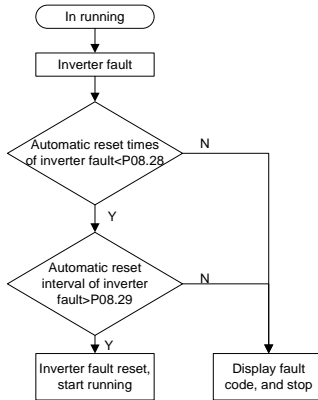 In running
Inverter fault
Automatic reset times
of inverter fault<P08.28
N
Y
Automatic reset
interval of inverter
fault>P08.29
N
Y
Inverter fault reset,
start running
Display fault
code, and stop